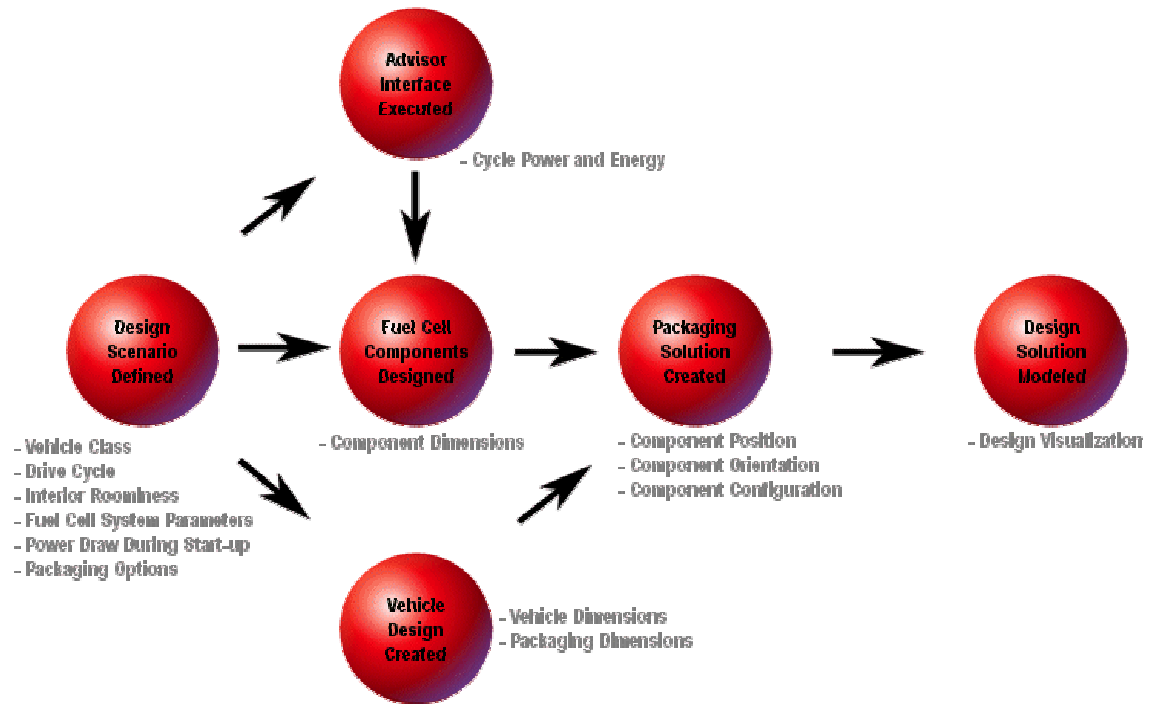 Advisor
Interface
Executed
- Cycle Power and Energy
Design
Scenario
Defined
- Vehicle Class
- Drive Cycle
- Interior Roominess
- Fuel Cell System Parameters
- Power Draw During Start-up
- Packaging Options
Fuel Cell
Components
Designed
- Component Dimensions
Packaging
Solution
Created
- Component Position
- Component Orientation
- Component Configuration
Design
Solution
Modeled
- Design Visualization
Vehicle
Design
Created
- Vehicle Dimensions
- Packaging Dimensions